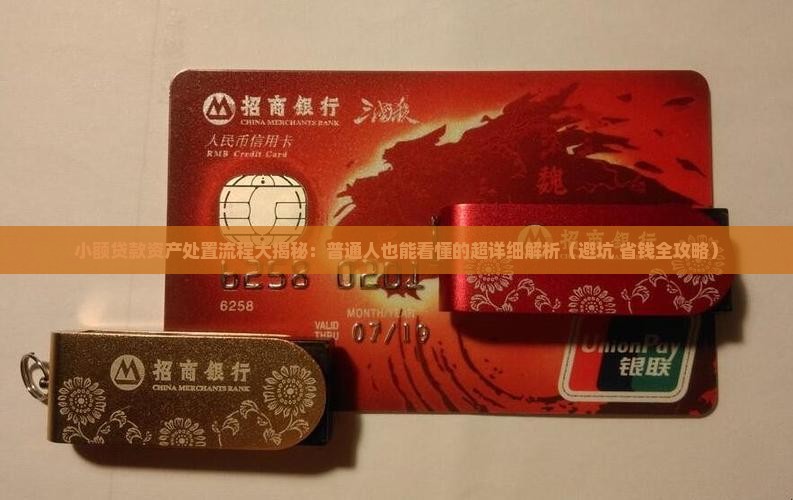 招商银行
CHINA MERCHANTS BANK
三国杀
人民币信用卡
RMB Credit Card
魏
小额贷款资产处置流程大揭秘：普通人也能看懂的超详细解析（避坑 省钱全攻略）
6258 0261
6258
MONTH/YEAR
VALID
THRU
07/19
UnionPay
银联
招商银行
CHINA MERCHANTS BANK